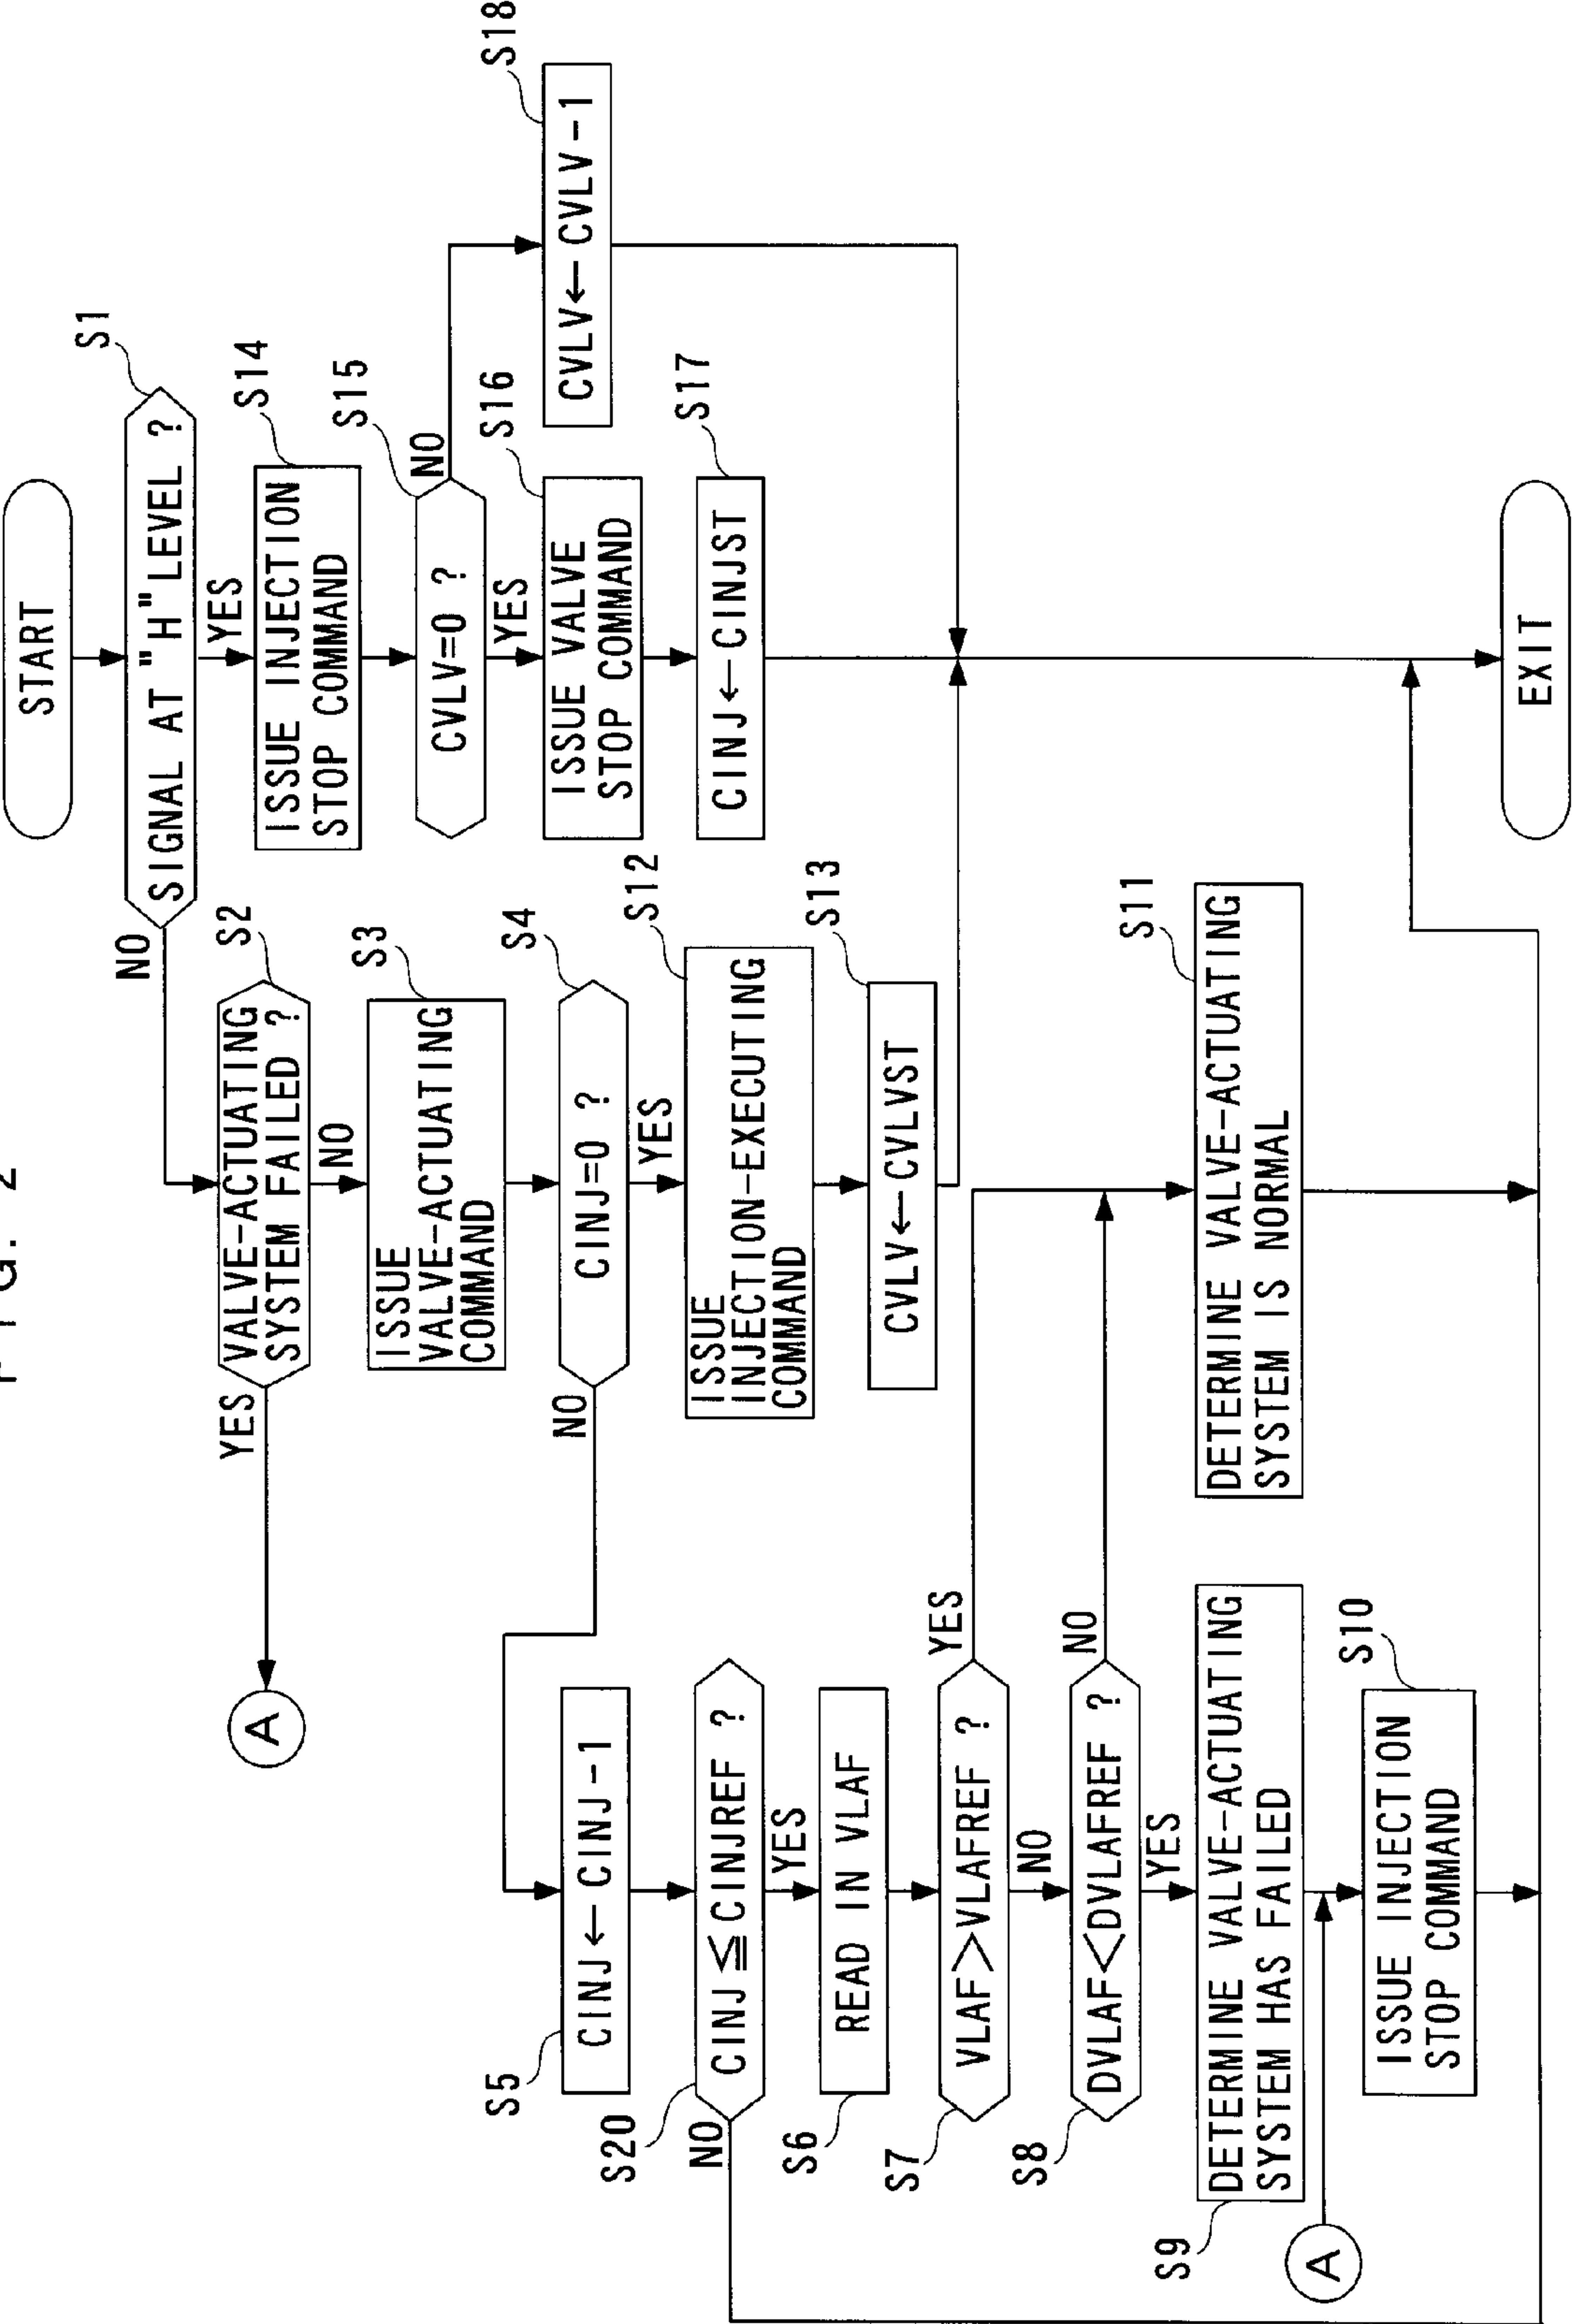 FIG. 2
START
S1
SIGNAL AT "H" LEVEL ?
NO
YES
S2
VALVE-ACTUATING
SYSTEM FAILED ?
YES
NO
A
S3
ISSUE
VALVE-ACTUATING
COMMAND
S4
CINJ=0 ?
NO
YES
S12
ISSUE
INJECTION-EXECUTING
COMMAND
S13
CVLV←CVLVST
S14
ISSUE INJECTION
STOP COMMAND
S15
CVLV=0 ?
NO
YES
S16
ISSUE VALVE
STOP COMMAND
S17
CINJ←CINJST
S18
CVLV←CVLV-1
S5
CINJ←CINJ-1
S20
CINJ≦CINJREF ?
NO
YES
S6
READ IN VLAF
S7
VLAF>VLAFREF ?
YES
NO
S8
DVLAF<DVLAFREF ?
NO
YES
S9
DETERMINE VALVE-ACTUATING
SYSTEM HAS FAILED
A
S10
ISSUE INJECTION
STOP COMMAND
S11
DETERMINE VALVE-ACTUATING
SYSTEM IS NORMAL
EXIT